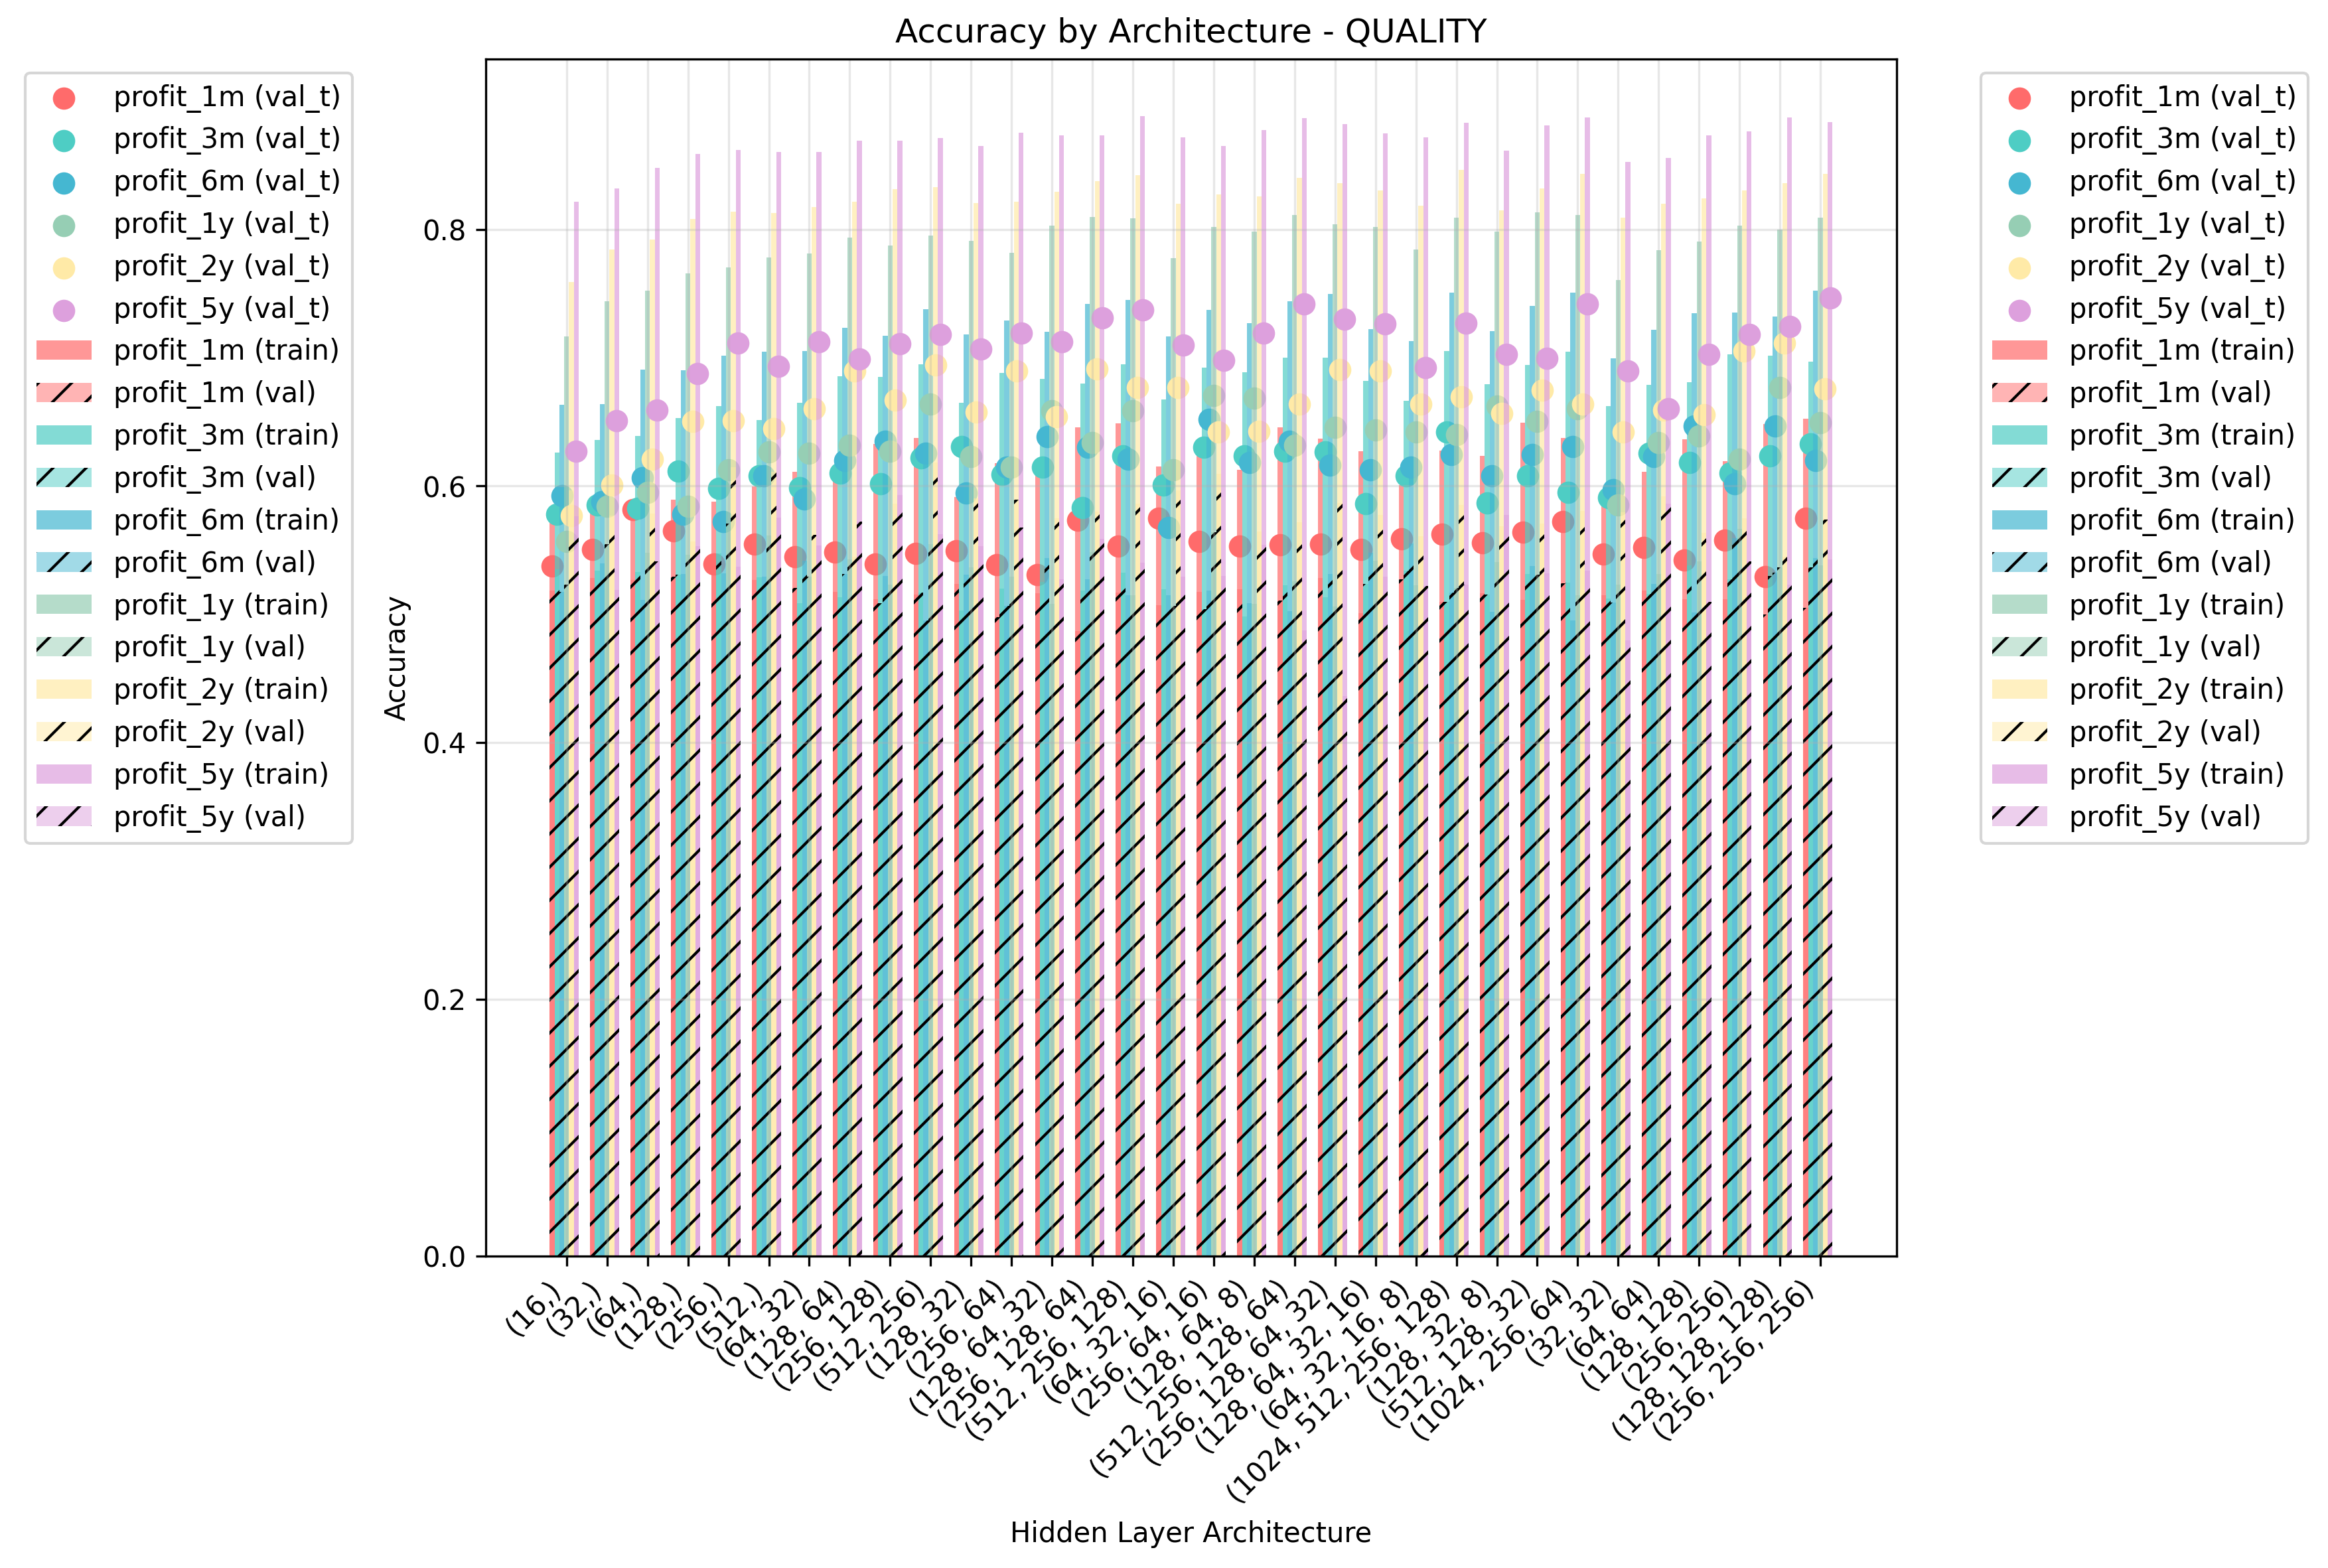 Accuracy by Architecture - QUALITY
profit_1m (val_t)
profit_3m (val_t)
profit_6m (val_t)
profit_1y (val_t)
profit_2y (val_t)
profit_5y (val_t)
profit_1m (train)
profit_1m (val)
profit_3m (train)
profit_3m (val)
profit_6m (train)
profit_6m (val)
profit_1y (train)
profit_1y (val)
profit_2y (train)
profit_2y (val)
profit_5y (train)
profit_5y (val)
Accuracy
0.8
0.6
0.4
0.2
0.0
(16,)
(32,)
(64,)
(128,)
(256,)
(512,)
(64, 32)
(128, 64)
(256, 128)
(512, 256)
(128, 32)
(256, 64)
(128, 64, 32)
(256, 128, 64)
(512, 256, 128)
(64, 32, 16)
(256, 64, 16)
(128, 64, 8)
(512, 256, 128, 64)
(256, 128, 64, 32)
(128, 64, 32, 16)
(64, 32, 16, 8)
(1024, 512, 256, 128)
(128, 32, 8)
(512, 128, 32)
(1024, 256, 64)
(32, 32)
(64, 64)
(128, 128)
(256, 256)
(128, 128, 128)
(256, 256, 256)
Hidden Layer Architecture
profit_1m (val_t)
profit_3m (val_t)
profit_6m (val_t)
profit_1y (val_t)
profit_2y (val_t)
profit_5y (val_t)
profit_1m (train)
profit_1m (val)
profit_3m (train)
profit_3m (val)
profit_6m (train)
profit_6m (val)
profit_1y (train)
profit_1y (val)
profit_2y (train)
profit_2y (val)
profit_5y (train)
profit_5y (val)